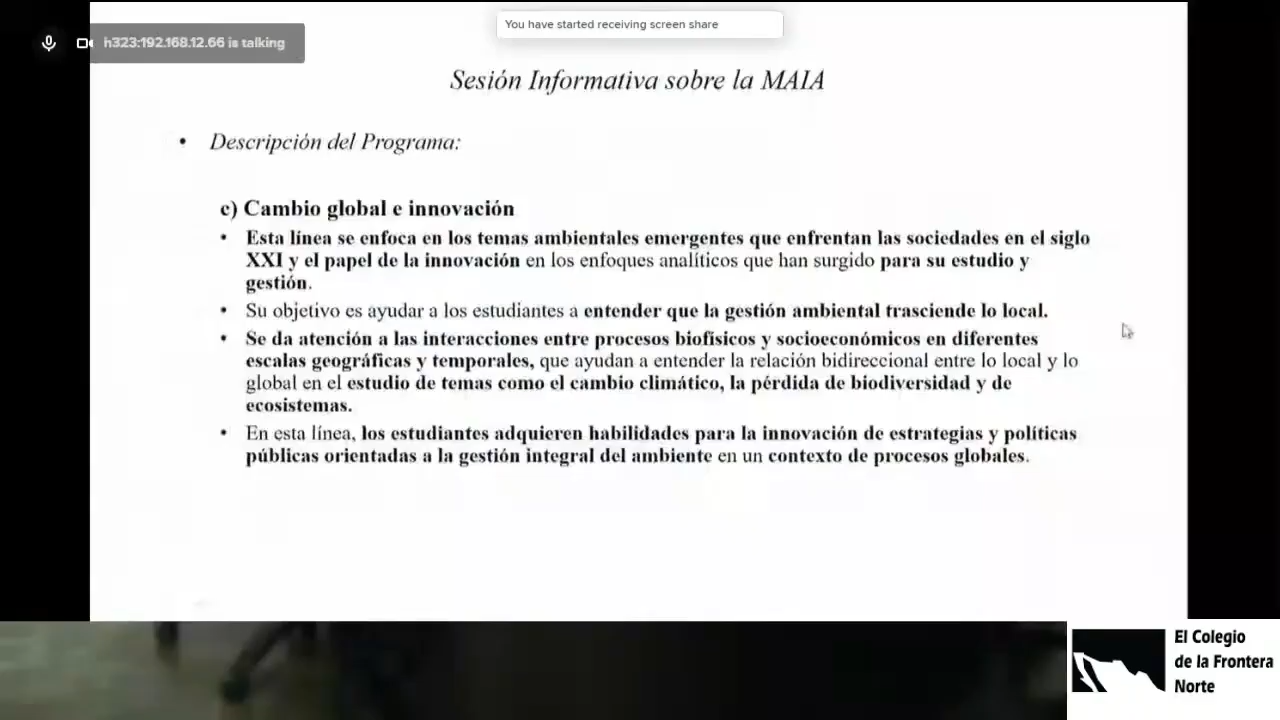 You have started receiving screen share
h323:192.168.12.66 is talking
Sesión Informativa sobre la MAIA
• Descripción del Programa:
c) Cambio global e innovación
• Esta línea se enfoca en los temas ambientales emergentes que enfrentan las sociedades en el siglo
XXI y el papel de la innovación en los enfoques analíticos que han surgido para su estudio y
gestión.
• Su objetivo es ayudar a los estudiantes a entender que la gestión ambiental trasciende lo local.
• Se da atención a las interacciones entre procesos biofísicos y socioeconómicos en diferentes
escalas geográficas y temporales, que ayudan a entender la relación bidireccional entre lo local y lo
global en el estudio de temas como el cambio climático, la pérdida de biodiversidad y de
ecosistemas.
• En esta línea, los estudiantes adquieren habilidades para la innovación de estrategias y políticas
públicas orientadas a la gestión integral del ambiente en un contexto de procesos globales.
El Colegio
de la Frontera
Norte